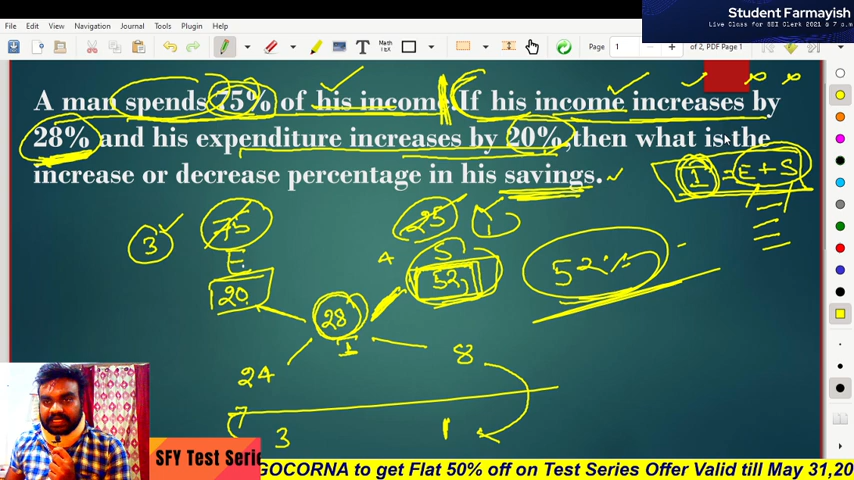 Student Farmayish
Live Class for SBI Clerk 2021 @ 7 a.m
File Edit View Insert Navigation Journal Tools Plugin Help
Page 1 of 2, PDF Page 1
A man spends 75% of his income. If his income increases by
28% and his expenditure increases by 20%, then what is the
increase or decrease percentage in his savings.
1 = E + S
75 25 1
3
E S 4
20 52 52%
28
I
24 8
3 1
SFY Test Serie
GOCORNA to get Flat 50% off on Test Series Offer Valid till May 31,20